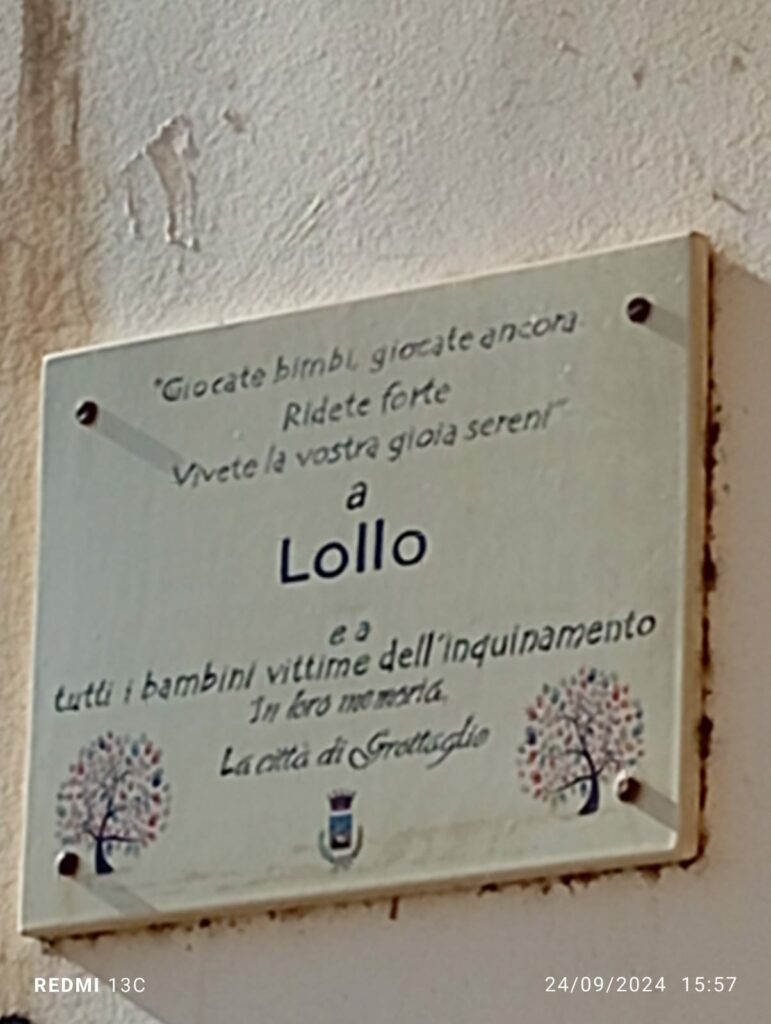 "Giocate bimbi, giocate ancora.
Ridete forte
Vivete la vostra gioia sereni"
a
Lollo
e a
tutti i bambini vittime dell'inquinamento
In loro memoria.
La città di Grottaglie
REDMI 13C
24/09/2024 15:57